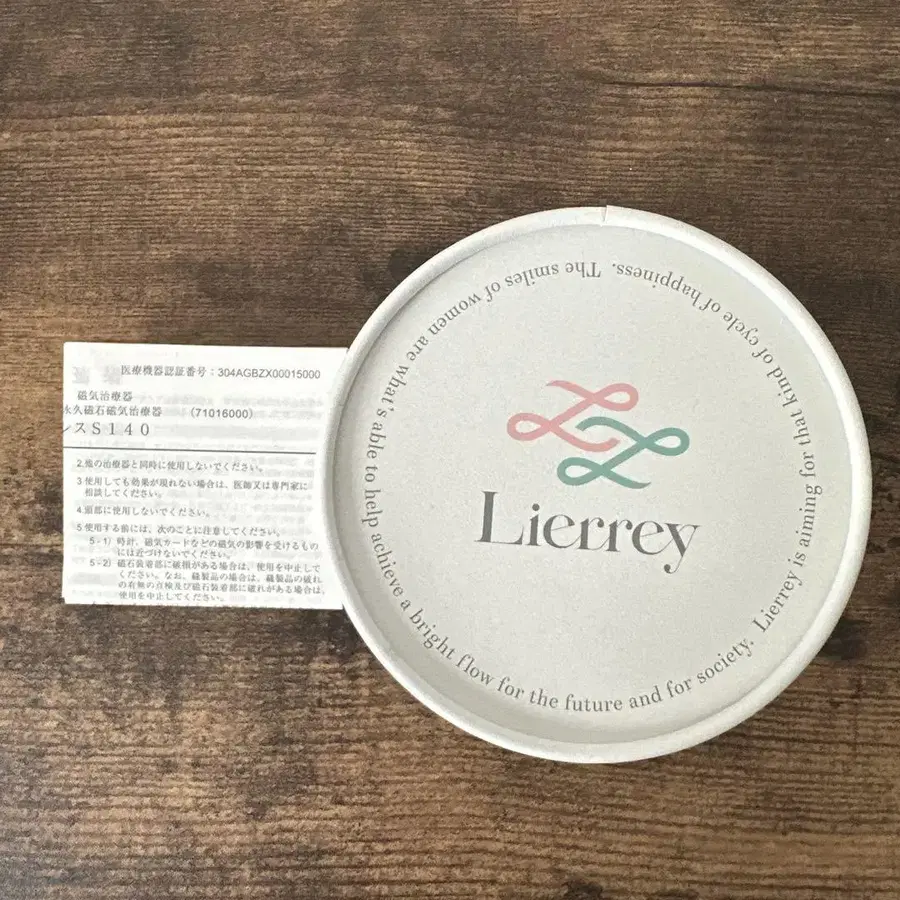 医療機器認証番号：304AGBZX00015000
磁気治療器
永久磁石磁気治療器 （71016000）
ンスS140
2.他の治療器と同時に使用しないでください。
3.使用しても効果が現れない場合は、医師又は専門家に
相談してください。
4.頭部に使用しないでください。
5.使用する前には、次のことに注意してください。
5-1）時計、磁気カードなどの磁気の影響を受けるもの
には近づけないでください。
5-2）磁石装着部に破損がある場合は、使用を中止して
ください。なお、縫製品の場合は、縫製品の破れ
の有無の点検及び磁石装着部に破れがある場合は、
使用を中止してください。
Lierrey
The smiles of women are what's able to help achieve a bright flow for the future and for society. Lierrey is aiming for that kind of cycle of happiness.